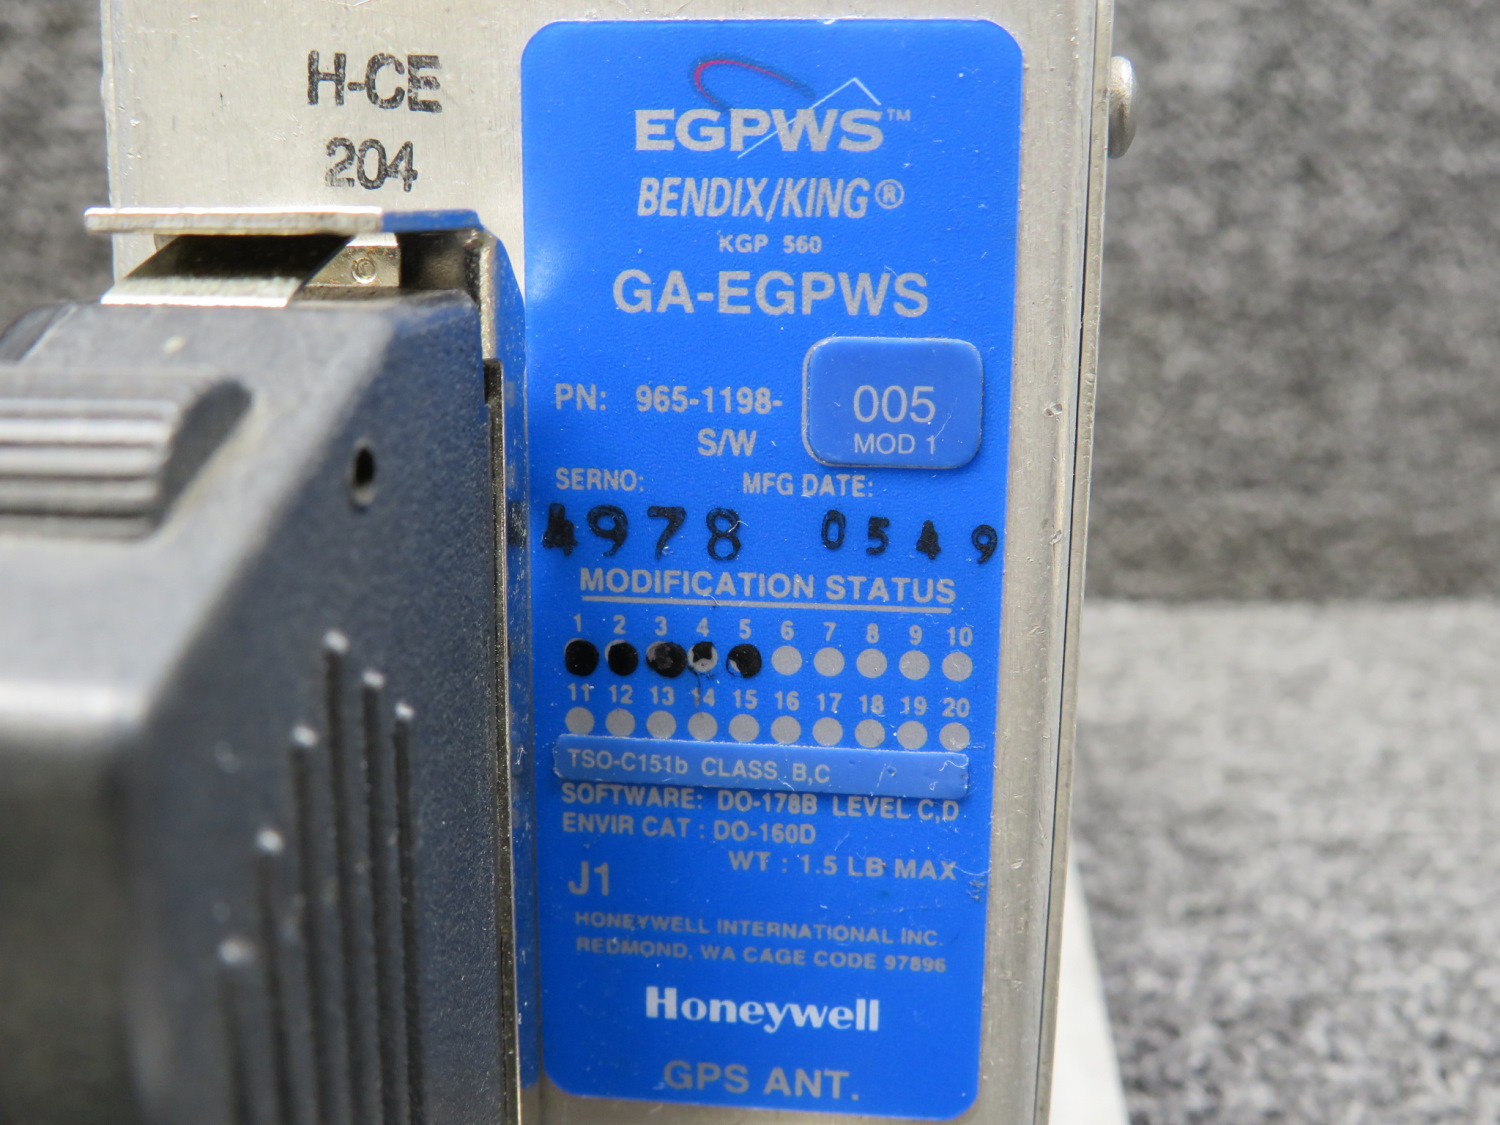 H-CE
204
EGPWS™
BENDIX/KING®
KGP 560
GA-EGPWS
PN: 965-1198- 005
S/W MOD 1
SERNO: MFG DATE:
4978 0549
MODIFICATION STATUS
1 2 3 4 5 6 7 8 9 10
11 12 13 14 15 16 17 18 19 20
TSO-C151b CLASS B,C
SOFTWARE: DO-178B LEVEL C,D
ENVIR CAT : DO-160D
WT : 1.5 LB MAX
J1
HONEYWELL INTERNATIONAL INC.
REDMOND, WA CAGE CODE 97896
Honeywell
GPS ANT.